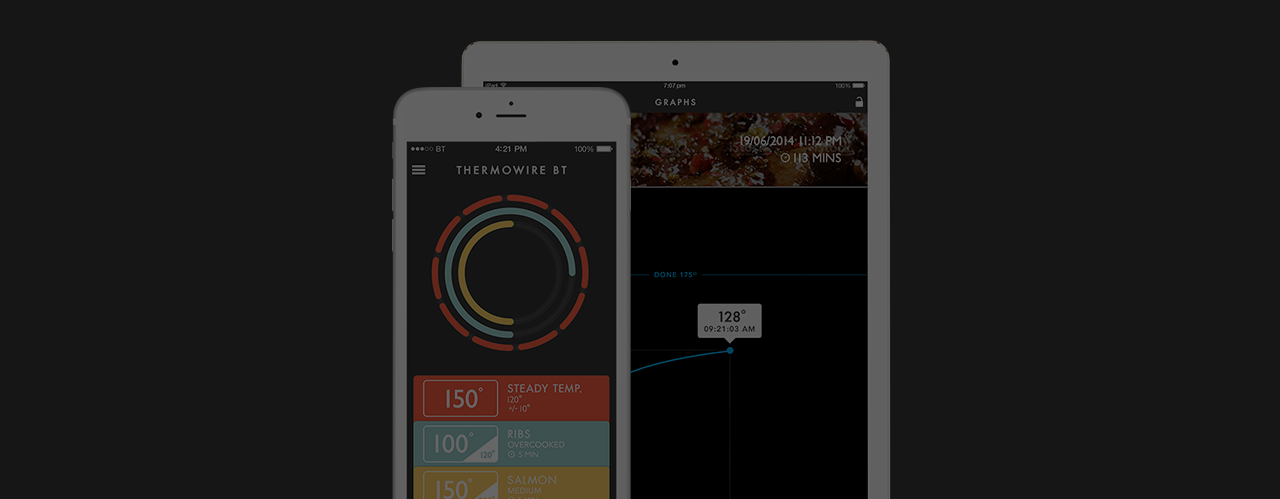 BT
4:21 PM
100%
THERMOWIRE BT
150°
STEADY TEMP.
120°
+/- 10°
100°
120°
RIBS
OVERCOOKED
5 MIN
150°
SALMON
MEDIUM
iPad
7:07 pm
100%
GRAPHS
19/06/2014 11:12 PM
113 MINS
DONE 175°
128°
09:21:03 AM